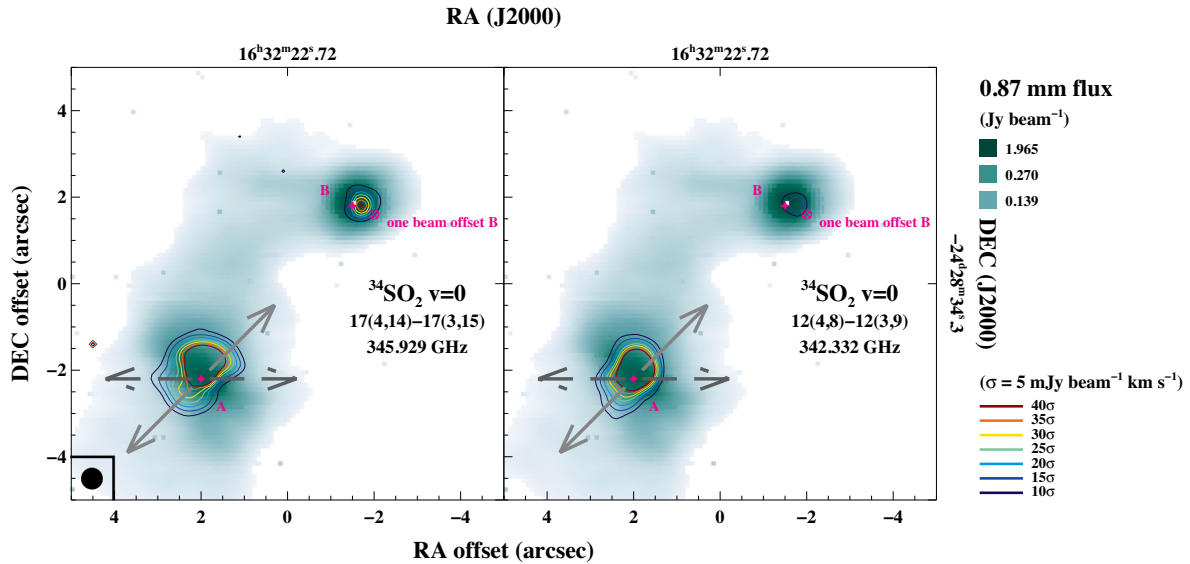 RA (J2000)
16ʰ32ᵐ22ˢ.72
16ʰ32ᵐ22ˢ.72
4
2
0
−2
−4
DEC offset (arcsec)
B
one beam offset B
³⁴SO₂ v=0
17(4,14)−17(3,15)
345.929 GHz
A
B
one beam offset B
³⁴SO₂ v=0
12(4,8)−12(3,9)
342.332 GHz
A
4
2
0
−2
−4
4
2
0
−2
−4
RA offset (arcsec)
DEC (J2000)
−24ᵈ28ᵐ34ˢ.3
0.87 mm flux
(Jy beam⁻¹)
1.965
0.270
0.139
(σ = 5 mJy beam⁻¹ km s⁻¹)
40σ
35σ
30σ
25σ
20σ
15σ
10σ